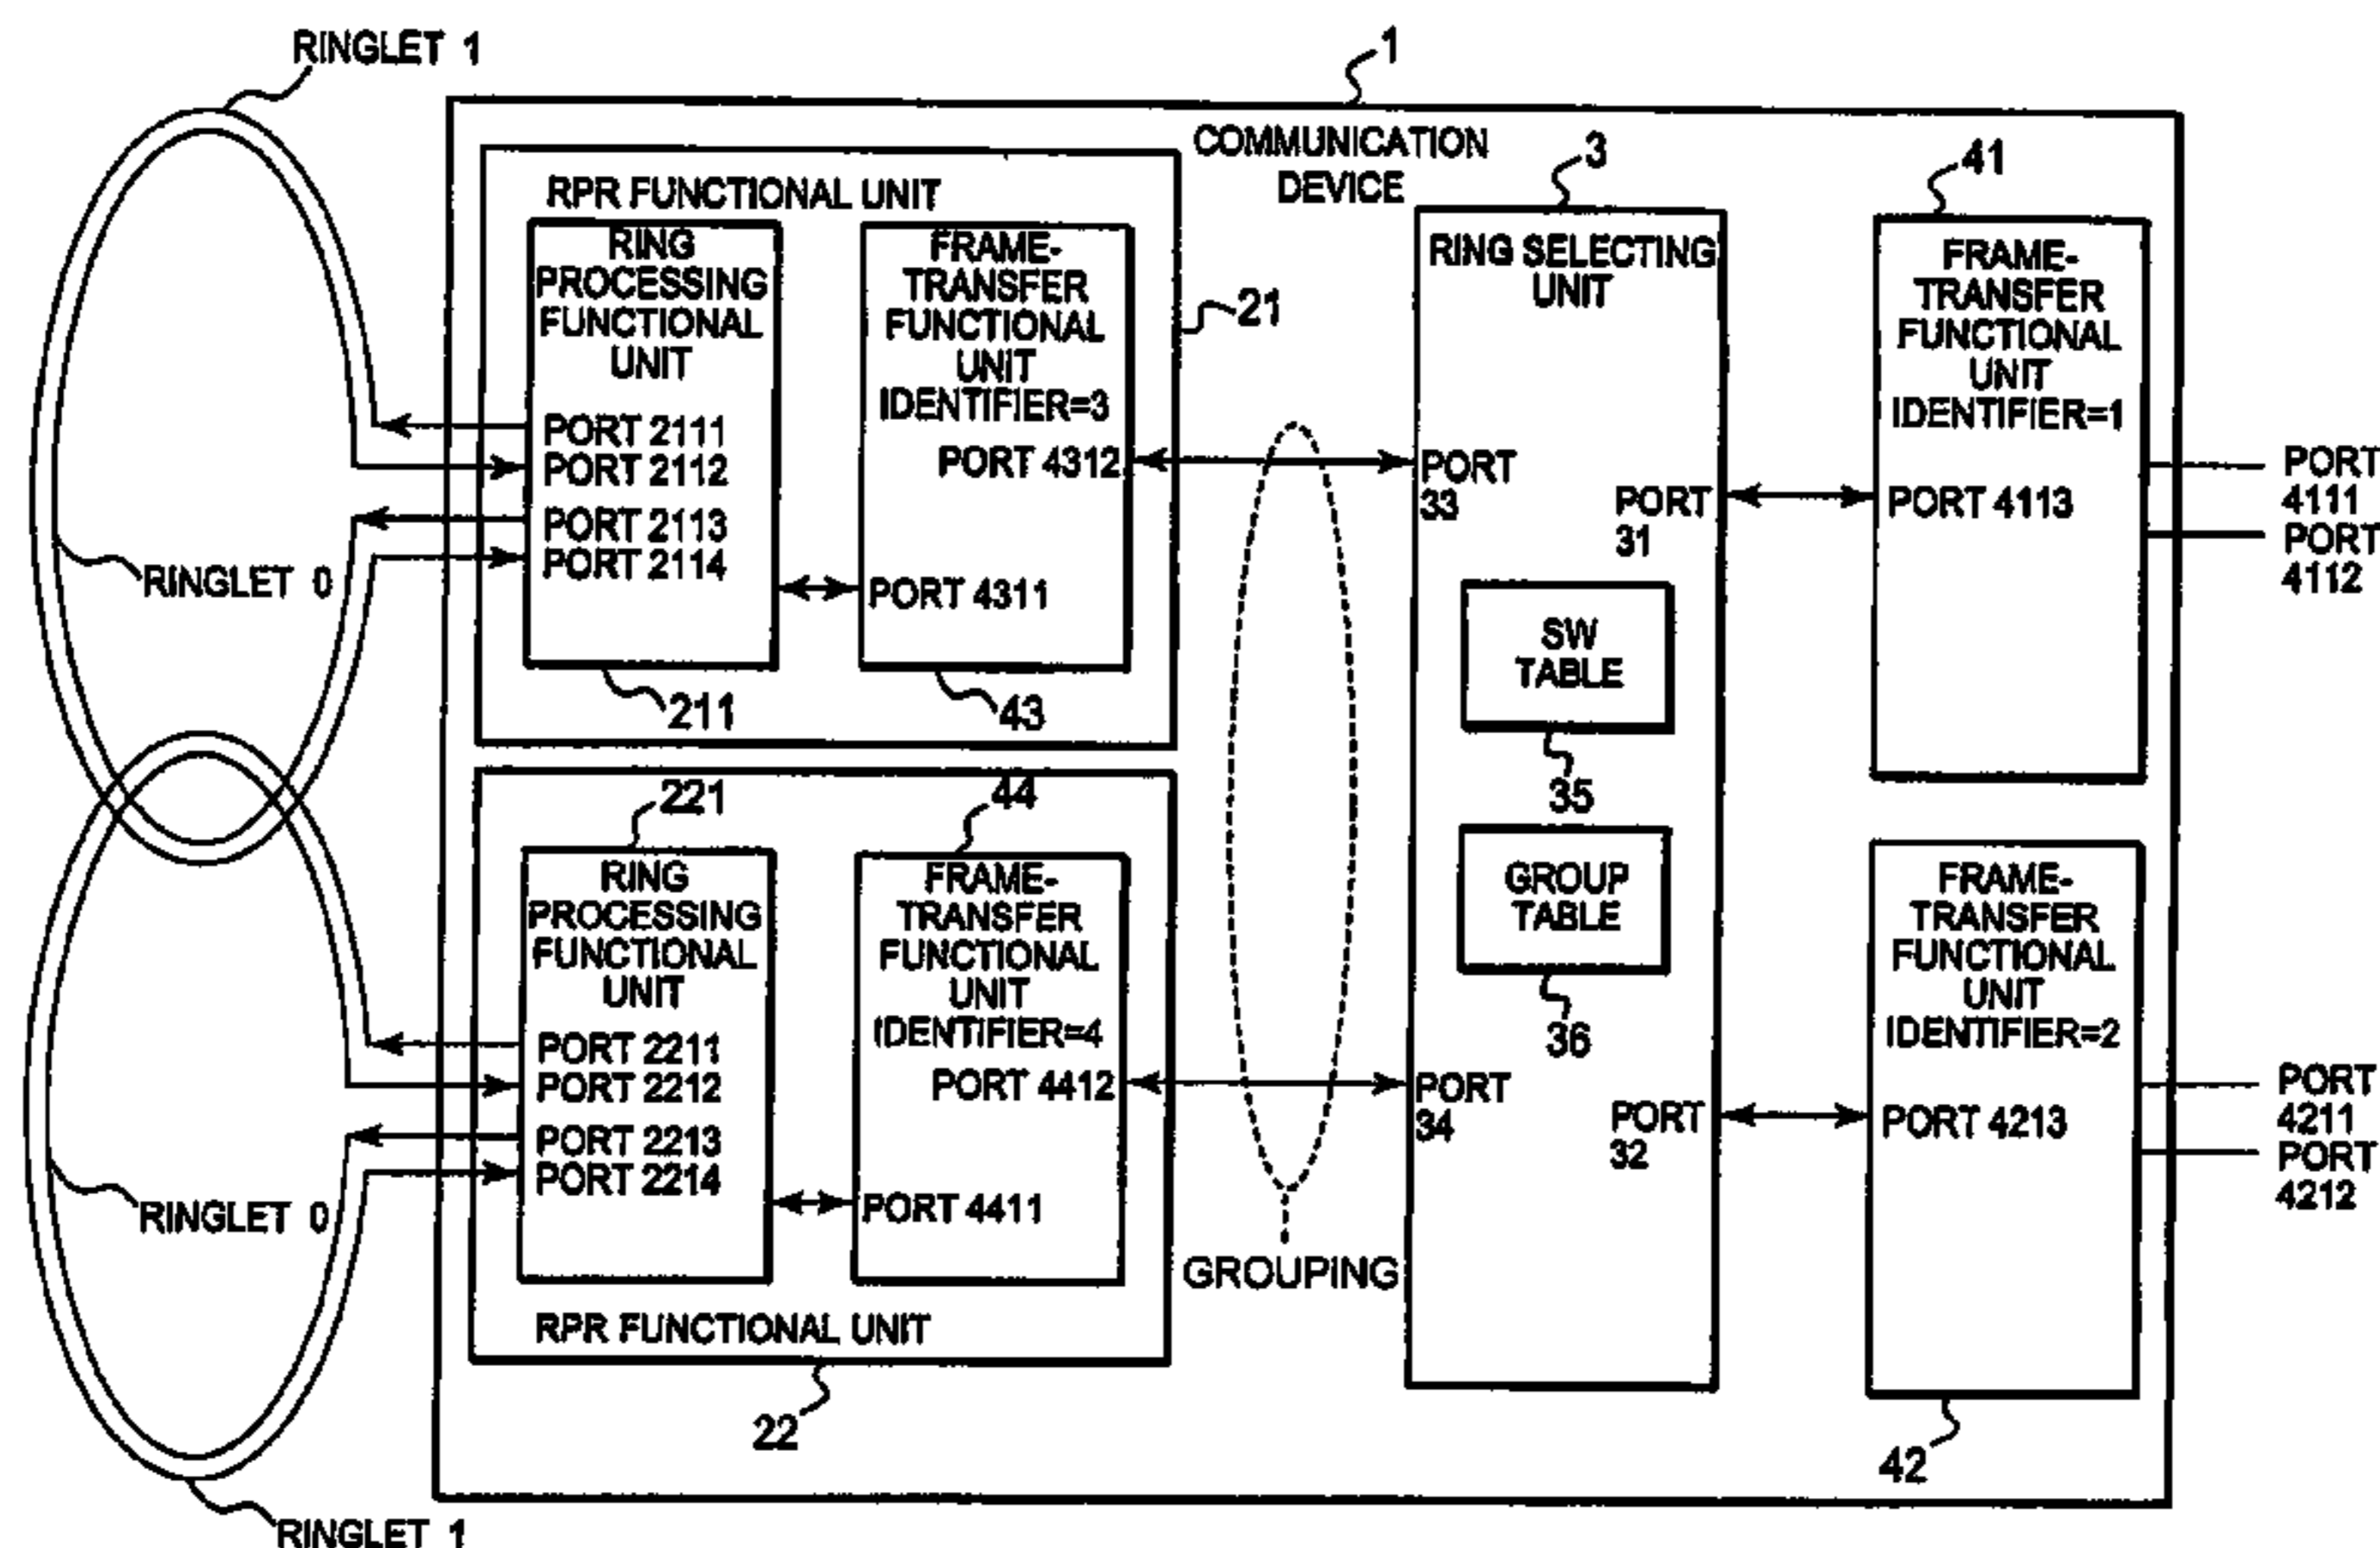 RINGLET 1
1
COMMUNICATION
DEVICE
RPR FUNCTIONAL UNIT
RING
PROCESSING
FUNCTIONAL
UNIT
PORT 2111
PORT 2112
PORT 2113
PORT 2114
211
FRAME-
TRANSFER
FUNCTIONAL
UNIT
IDENTIFIER=3
PORT 4312
PORT 4311
43
21
RINGLET 0
3
RING SELECTING
UNIT
PORT
33
PORT
31
SW
TABLE
35
GROUP
TABLE
36
PORT
34
PORT
32
41
FRAME-
TRANSFER
FUNCTIONAL
UNIT
IDENTIFIER=1
PORT 4113
PORT
4111
PORT
4112
221
RING
PROCESSING
FUNCTIONAL
UNIT
PORT 2211
PORT 2212
PORT 2213
PORT 2214
44
FRAME-
TRANSFER
FUNCTIONAL
UNIT
IDENTIFIER=4
PORT 4412
PORT 4411
RPR FUNCTIONAL UNIT
22
GROUPING
FRAME-
TRANSFER
FUNCTIONAL
UNIT
IDENTIFIER=2
PORT 4213
PORT
4211
PORT
4212
42
RINGLET 0
RINGLET 1